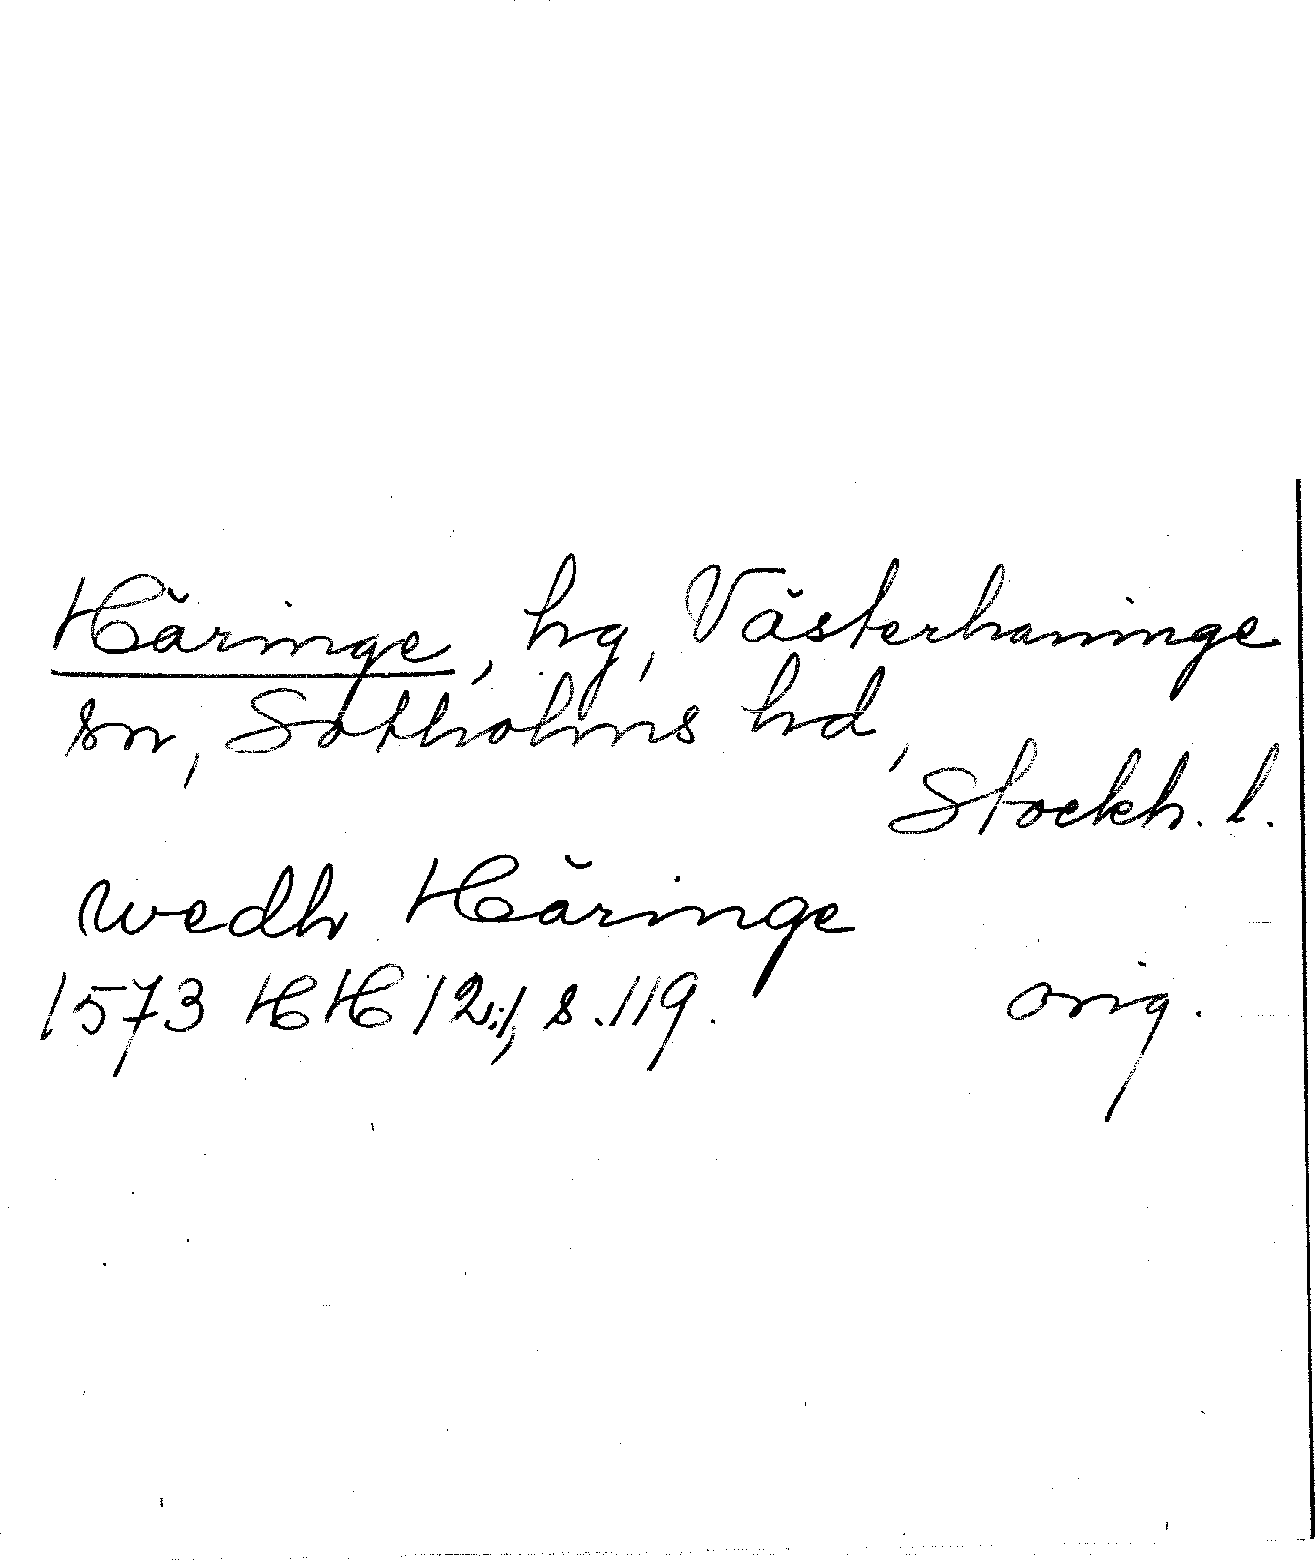 Häringe, hg, Västerhaninge
sn, Sotholms hd,
Stockh. l.
wedh Häringe
1573 HH 12:1, s. 119. orig.